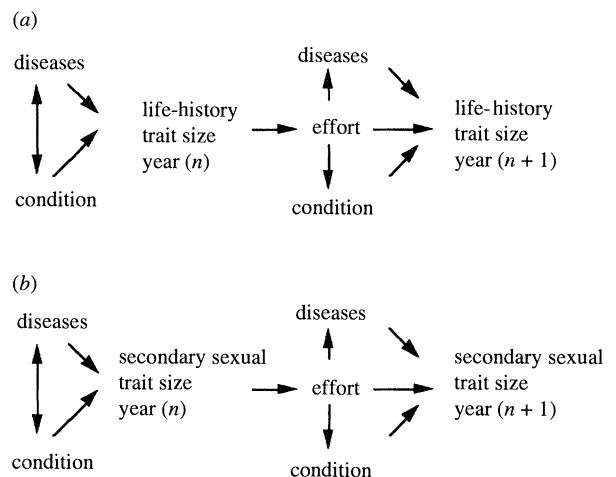 (a)
diseases
diseases
life-history
trait size
year (n)
effort
life-history
trait size
year (n + 1)
condition
condition
(b)
diseases
diseases
secondary sexual
trait size
year (n)
effort
secondary sexual
trait size
year (n + 1)
condition
condition